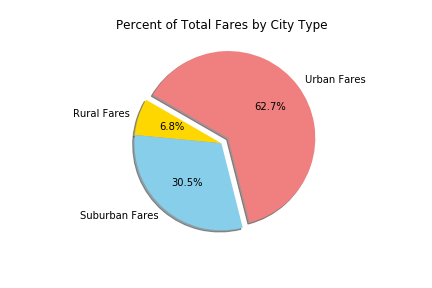 Percent of Total Fares by City Type
Urban Fares
62.7%
Rural Fares
6.8%
30.5%
Suburban Fares